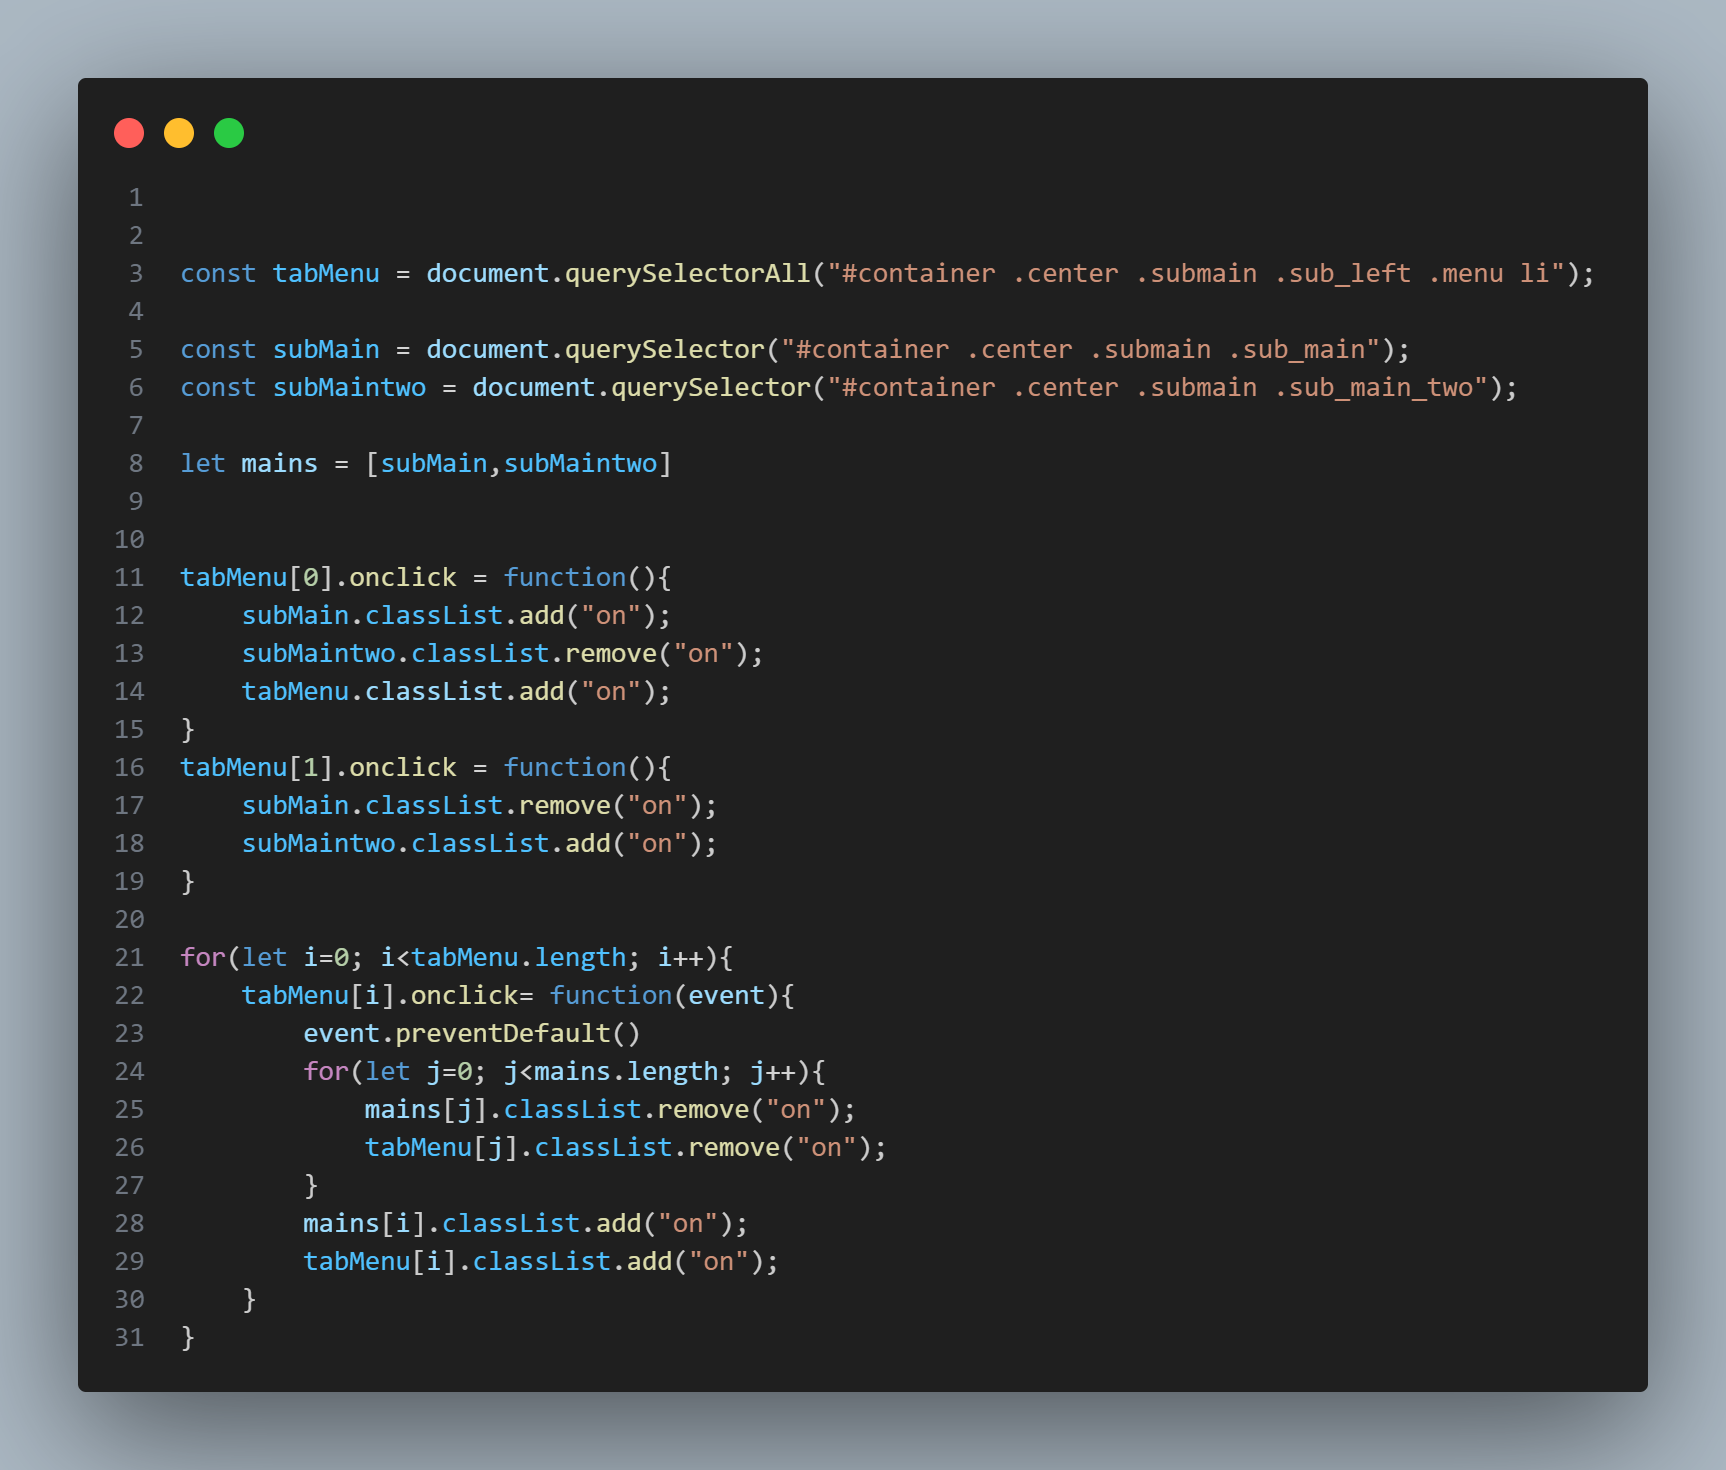 1
2
3 const tabMenu = document.querySelectorAll("#container .center .submain .sub_left .menu li");
4
5 const subMain = document.querySelector("#container .center .submain .sub_main");
6 const subMaintwo = document.querySelector("#container .center .submain .sub_main_two");
7
8 let mains = [subMain,subMaintwo]
9
10
11 tabMenu[0].onclick = function(){
12     subMain.classList.add("on");
13     subMaintwo.classList.remove("on");
14     tabMenu.classList.add("on");
15 }
16 tabMenu[1].onclick = function(){
17     subMain.classList.remove("on");
18     subMaintwo.classList.add("on");
19 }
20
21 for(let i=0; i<tabMenu.length; i++){
22     tabMenu[i].onclick= function(event){
23         event.preventDefault()
24         for(let j=0; j<mains.length; j++){
25             mains[j].classList.remove("on");
26             tabMenu[j].classList.remove("on");
27         }
28         mains[i].classList.add("on");
29         tabMenu[i].classList.add("on");
30     }
31 }